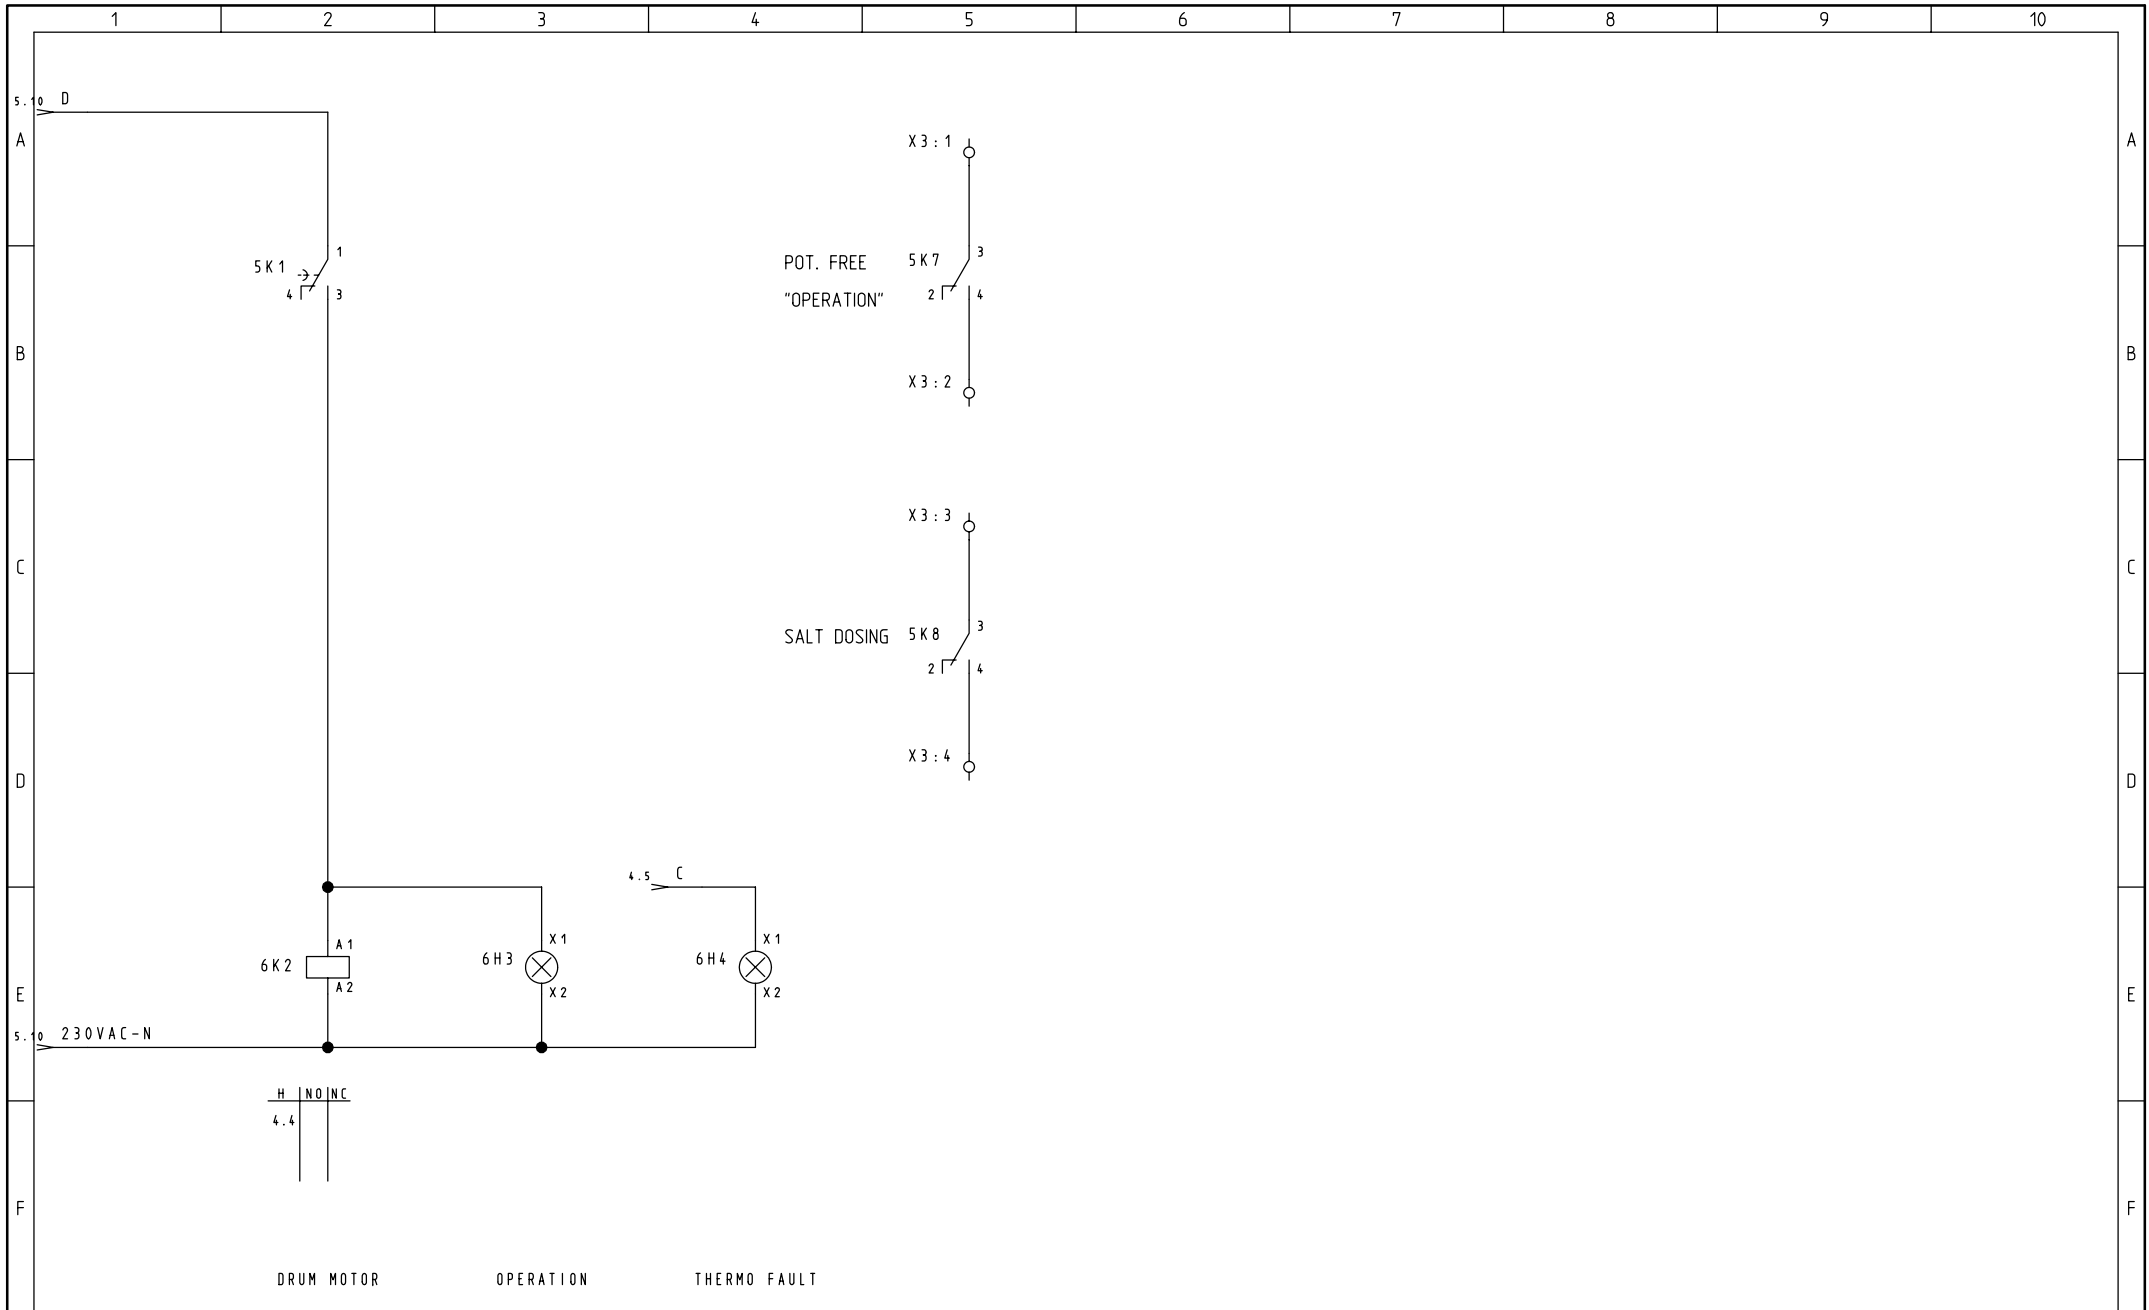 1 2 3 4 5 6 7 8 9 10
5.10 D
A A
X3:1
1
5K1
4 3
POT. FREE 5K7 3
"OPERATION" 2 4
B B
X3:2
X3:3
C C
3
SALT DOSING 5K8
2 4
X3:4
D D
4.5 C
A1 X1 X1
6K2 6H3 6H4
A2 X2 X2
E E
5.10 230VAC-N
H NO NC
4.4
F F
DRUM MOTOR OPERATION THERMO FAULT